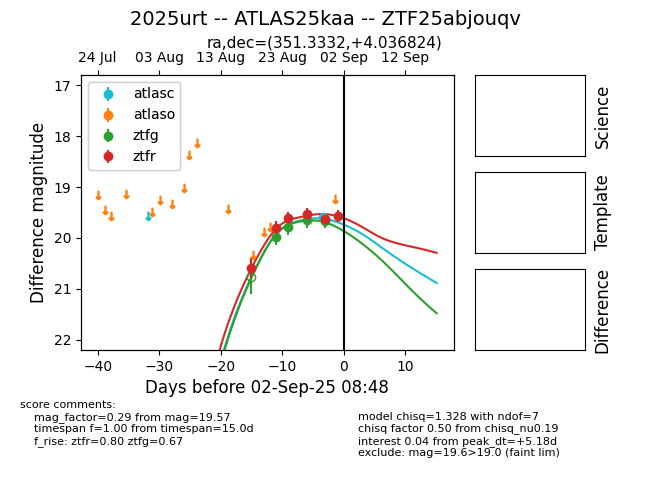 2025urt -- ATLAS25kaa -- ZTF25abjouqv
ra,dec=(351.3332,+4.036824)
24 Jul 03 Aug 13 Aug 23 Aug 02 Sep 12 Sep
17
18
19
20
21
22
Difference magnitude
atlasc
atlaso
ztfg
ztfr
−40 −30 −20 −10 0 10
Days before 02-Sep-25 08:48
Science
Template
Difference
score comments:
mag_factor=0.29 from mag=19.57
timespan f=1.00 from timespan=15.0d
f_rise: ztfr=0.80 ztfg=0.67
model chisq=1.328 with ndof=7
chisq factor 0.50 from chisq_nu0.19
interest 0.04 from peak_dt=+5.18d
exclude: mag=19.6>19.0 (faint lim)